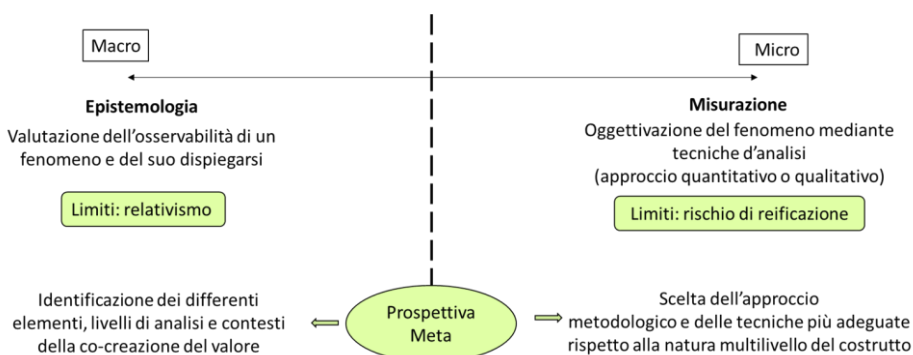 Macro
Micro
Epistemologia
Valutazione dell'osservabilità di un
fenomeno e del suo dispiegarsi
Limiti: relativismo
Misurazione
Oggettivazione del fenomeno mediante
tecniche d'analisi
(approccio quantitativo o qualitativo)
Limiti: rischio di reificazione
Identificazione dei differenti
elementi, livelli di analisi e contesti
della co-creazione del valore
Prospettiva
Meta
Scelta dell'approccio
metodologico e delle tecniche più adeguate
rispetto alla natura multilivello del costrutto